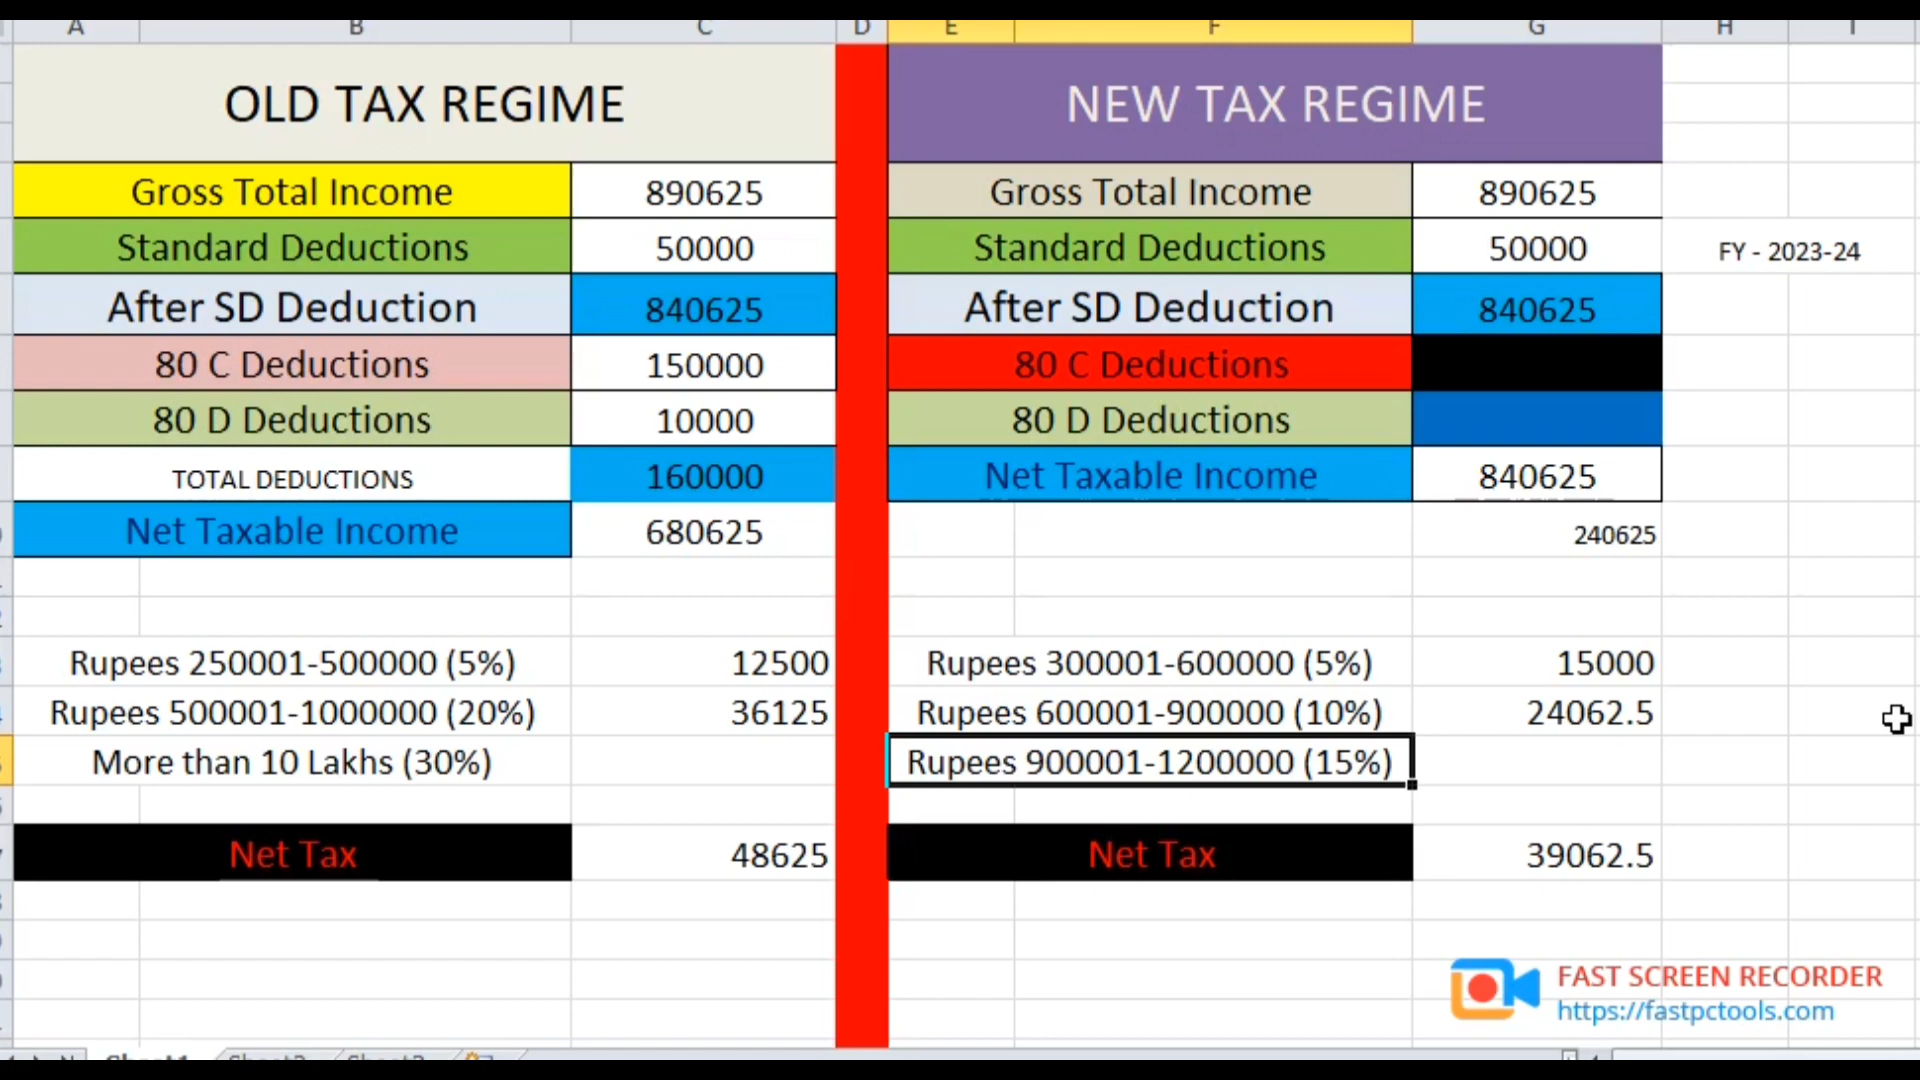 A B C D E F G H I
OLD TAX REGIME
NEW TAX REGIME
Gross Total Income 890625 Gross Total Income 890625
Standard Deductions 50000 Standard Deductions 50000 FY - 2023-24
After SD Deduction 840625 After SD Deduction 840625
80 C Deductions 150000 80 C Deductions
80 D Deductions 10000 80 D Deductions
TOTAL DEDUCTIONS 160000 Net Taxable Income 840625
Net Taxable Income 680625 240625
Rupees 250001-500000 (5%) 12500 Rupees 300001-600000 (5%) 15000
Rupees 500001-1000000 (20%) 36125 Rupees 600001-900000 (10%) 24062.5
More than 10 Lakhs (30%) Rupees 900001-1200000 (15%)
Net Tax 48625 Net Tax 39062.5
FAST SCREEN RECORDER
https://fastpctools.com